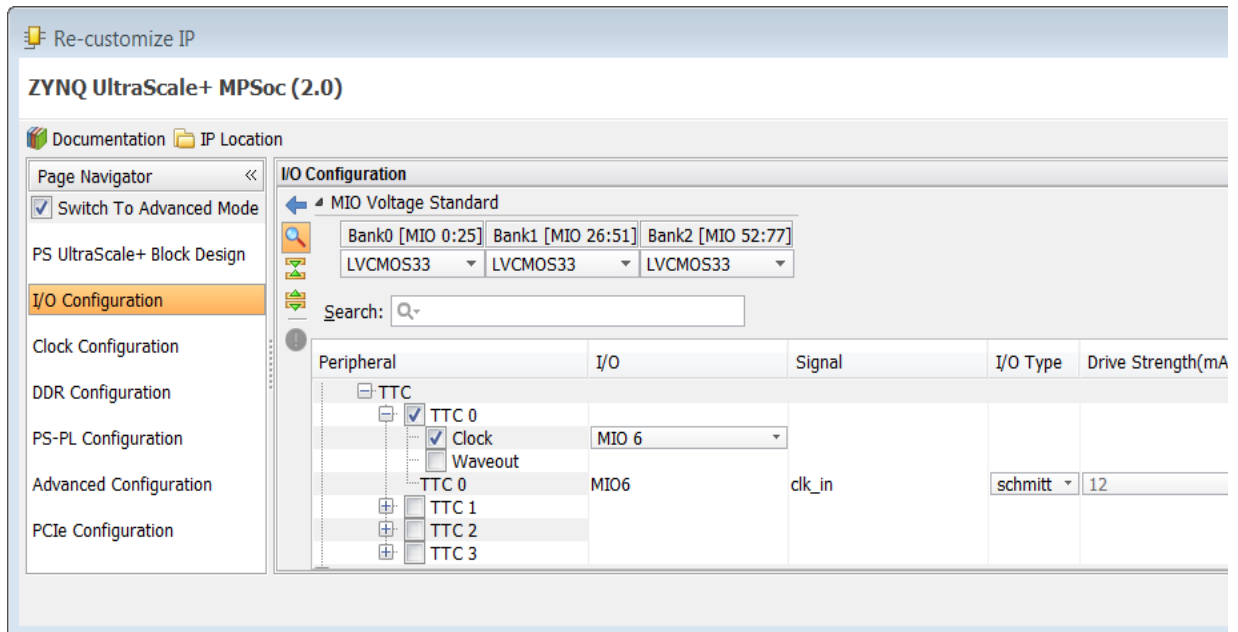 Re-customize IP
ZYNQ UltraScale+ MPSoc (2.0)
Documentation IP Location
Page Navigator
Switch To Advanced Mode
PS UltraScale+ Block Design
I/O Configuration
Clock Configuration
DDR Configuration
PS-PL Configuration
Advanced Configuration
PCIe Configuration
I/O Configuration
MIO Voltage Standard
Bank0 [MIO 0:25] Bank1 [MIO 26:51] Bank2 [MIO 52:77]
LVCMOS33 LVCMOS33 LVCMOS33
Search:
Peripheral I/O Signal I/O Type Drive Strength(mA
TTC
TTC 0
Clock MIO 6
Waveout
TTC 0 MIO6 clk_in schmitt 12
TTC 1
TTC 2
TTC 3